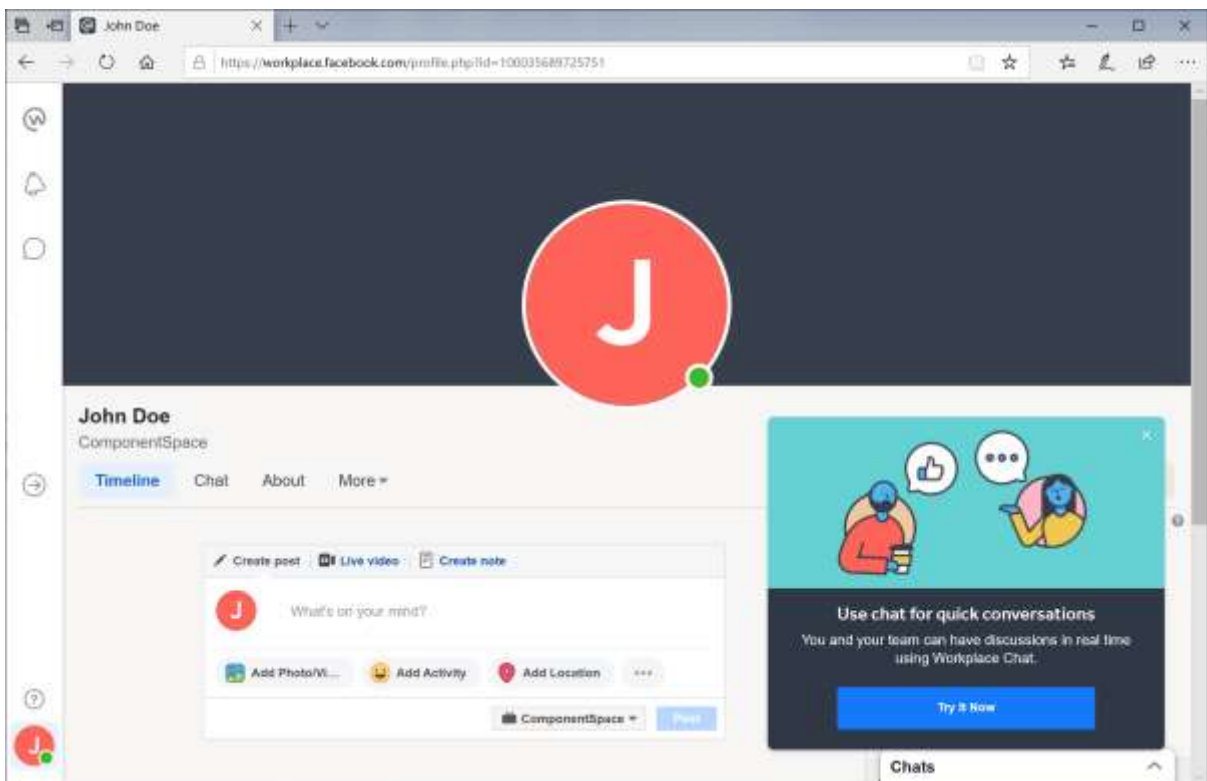 John Doe
https://workplace.facebook.com/profile.php?id=100035689725751
J
John Doe
ComponentSpace
Timeline Chat About More
Create post Live video Create note
J What's on your mind?
Add Photo/Vi... Add Activity Add Location
ComponentSpace Post
Use chat for quick conversations
You and your team can have discussions in real time
using Workplace Chat.
Try It Now
J
Chats